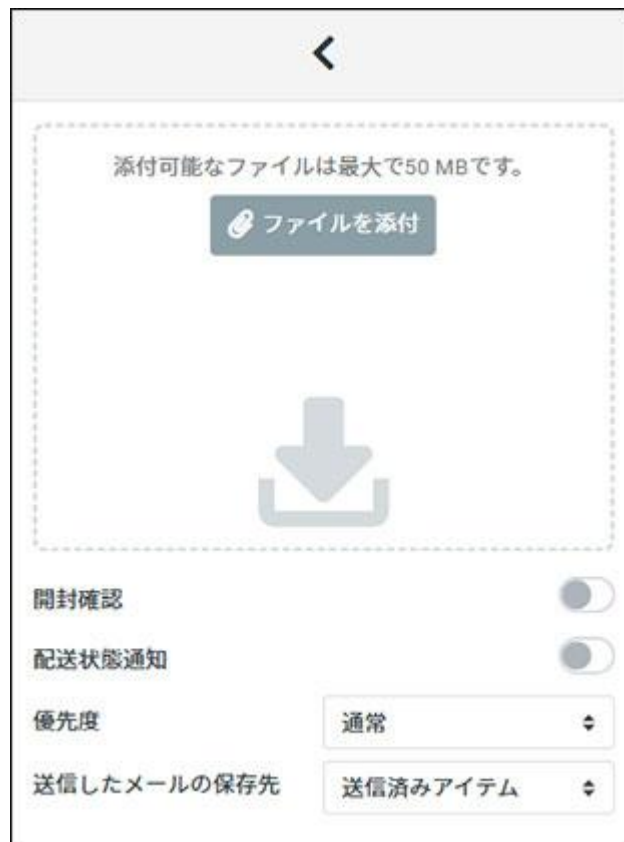 添付可能なファイルは最大で50 MBです。
ファイルを添付
開封確認
配送状態通知
優先度 通常
送信したメールの保存先 送信済みアイテム